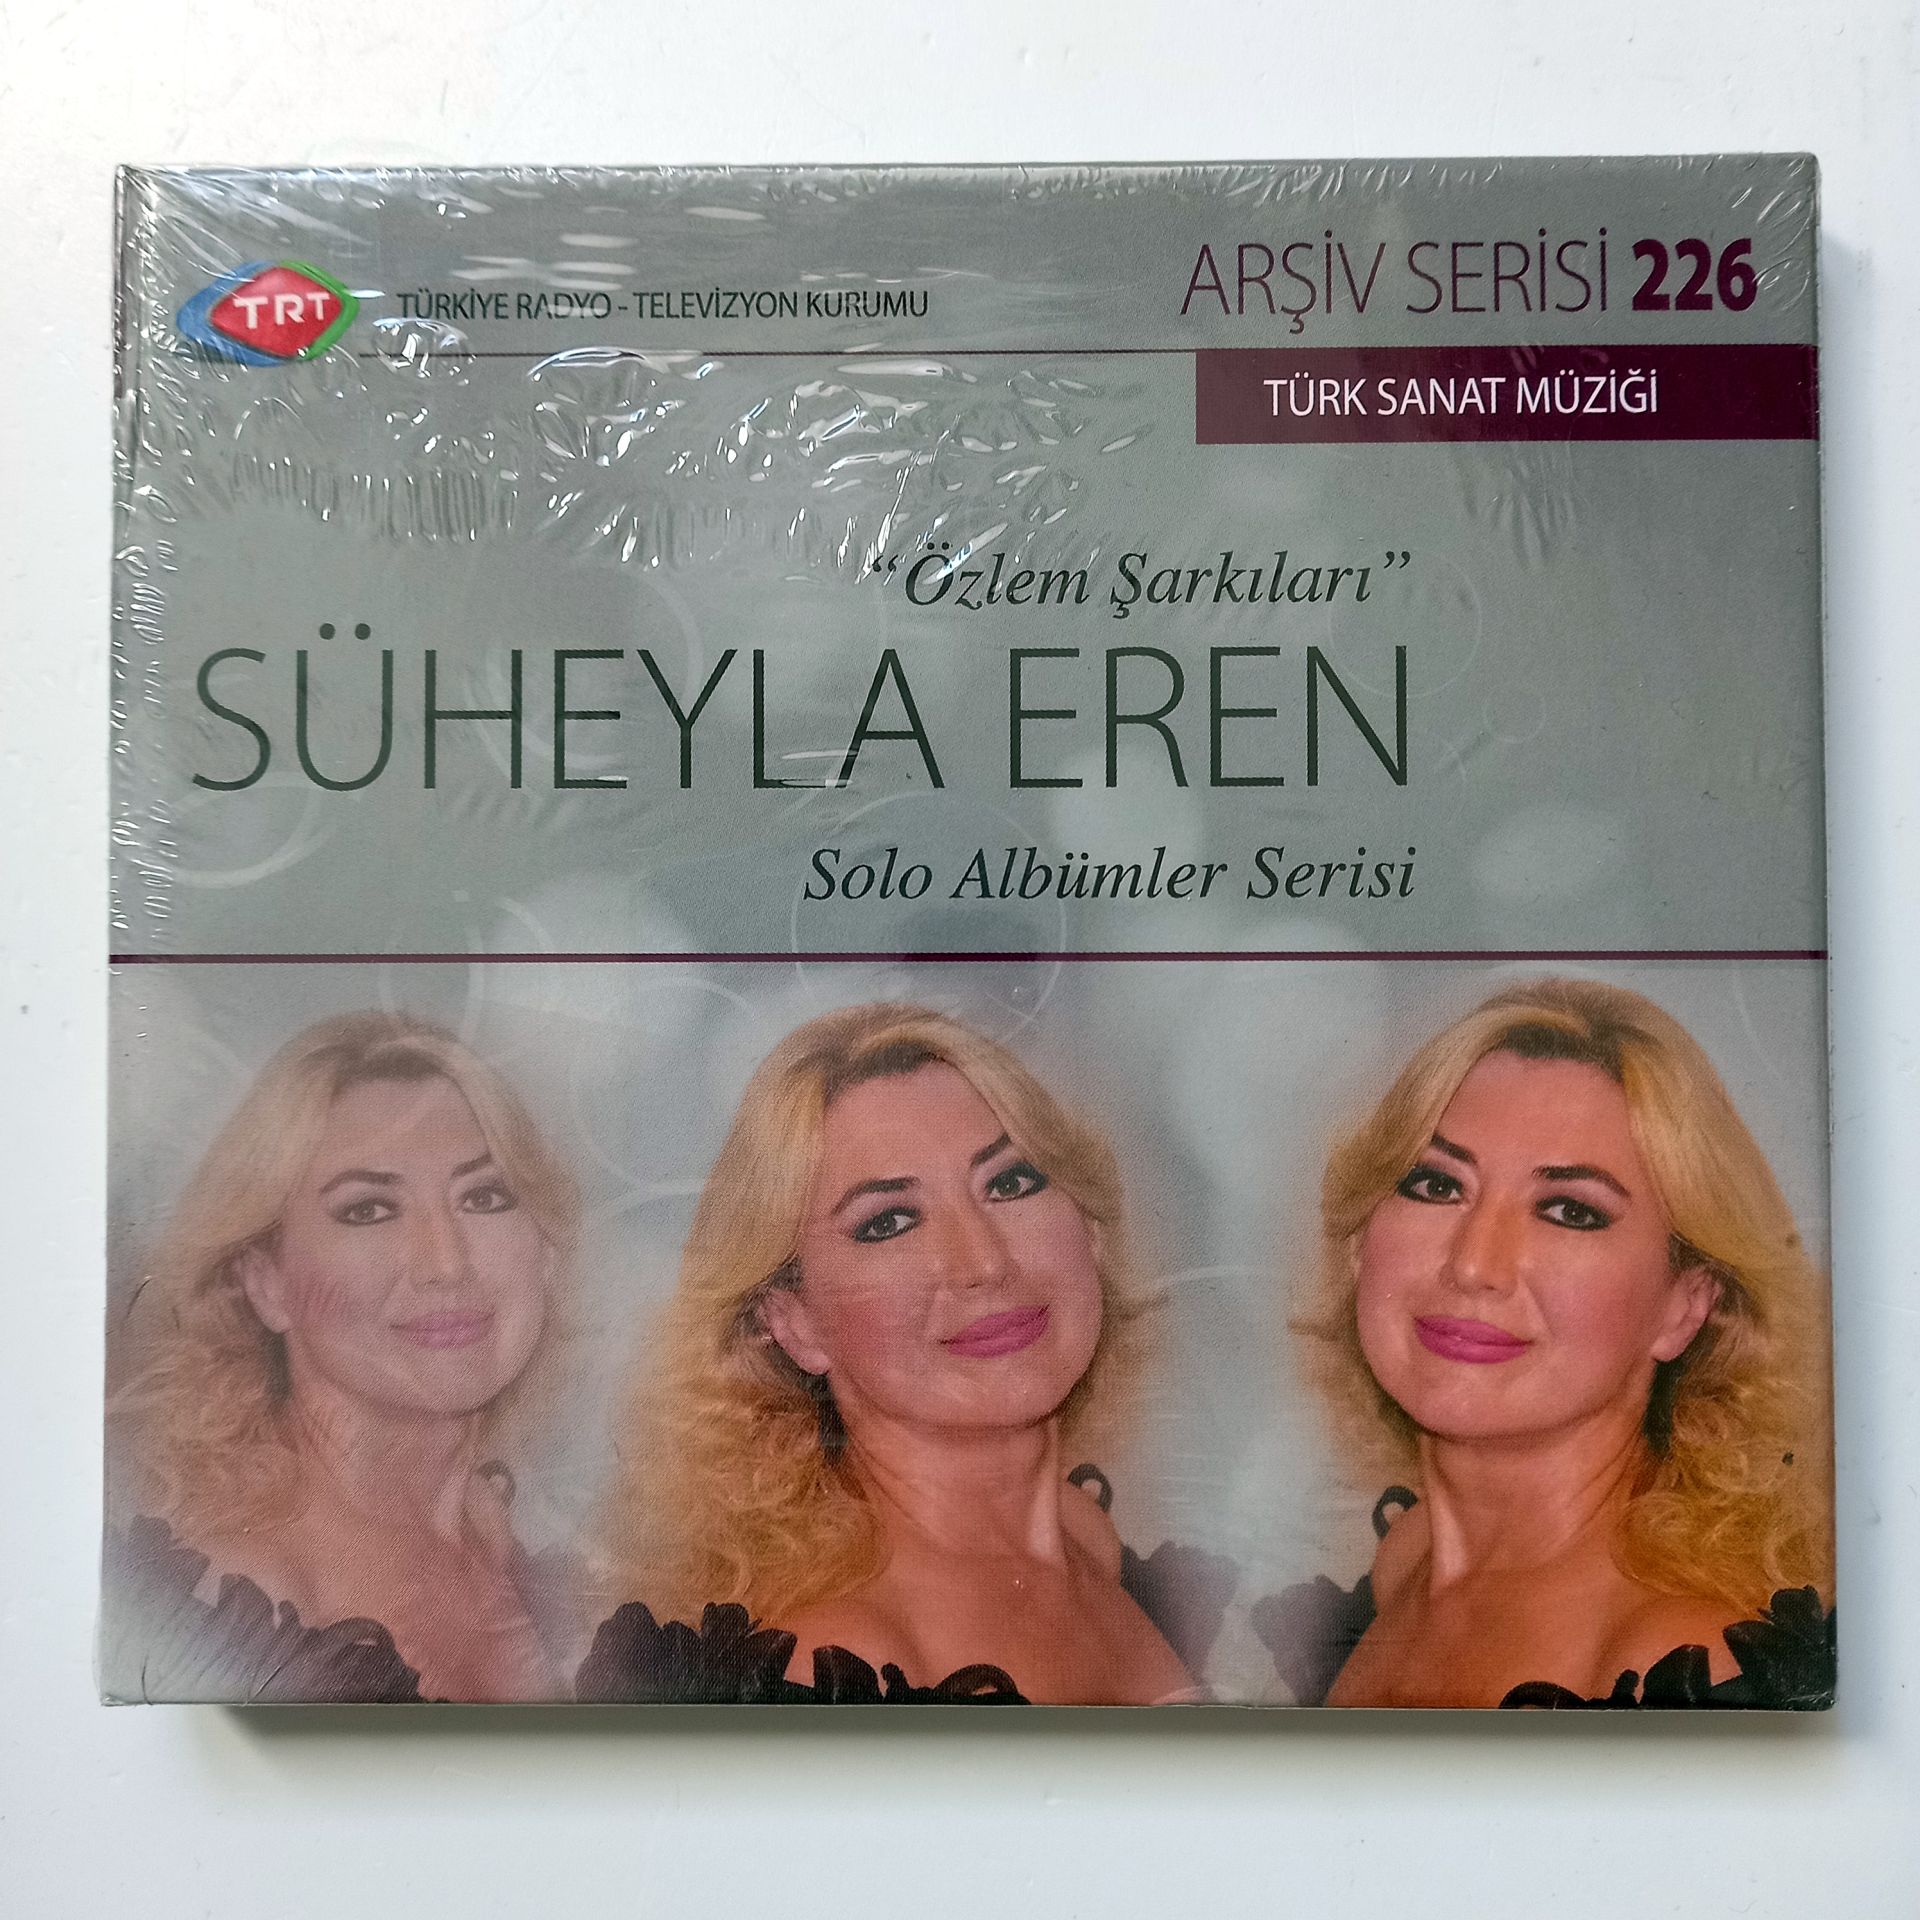 TRT
TÜRKİYE RADYO - TELEVİZYON KURUMU
ARŞİV SERİSİ 226
TÜRK SANAT MÜZİĞİ
“Özlem Şarkıları”
SÜHEYLA EREN
Solo Albümler Serisi